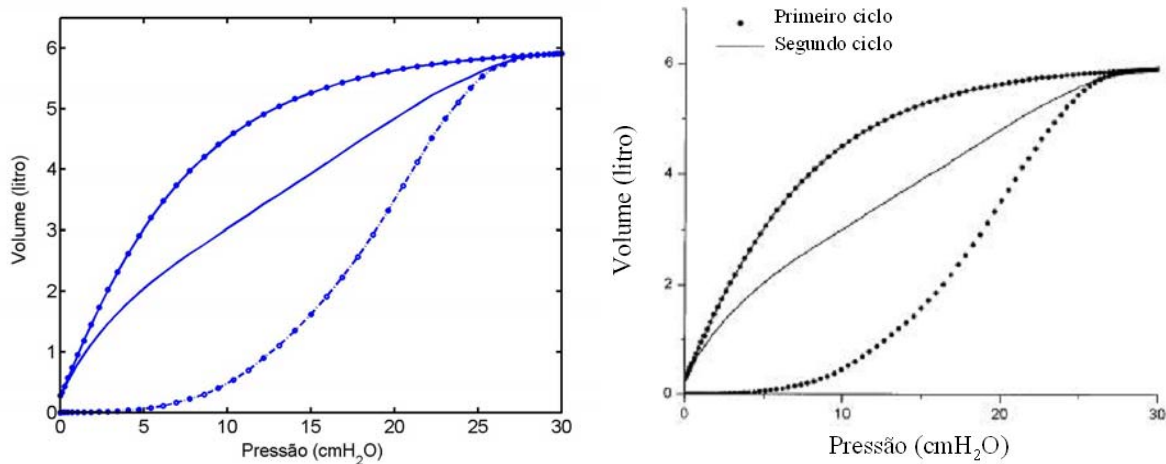 6
5
4
3
2
1
0
0 5 10 15 20 25 30
Volume (litro)
Pressão (cmH2O)
Primeiro ciclo
Segundo ciclo
6
4
2
0
0 10 20 30
Volume (litro)
Pressão (cmH2O)